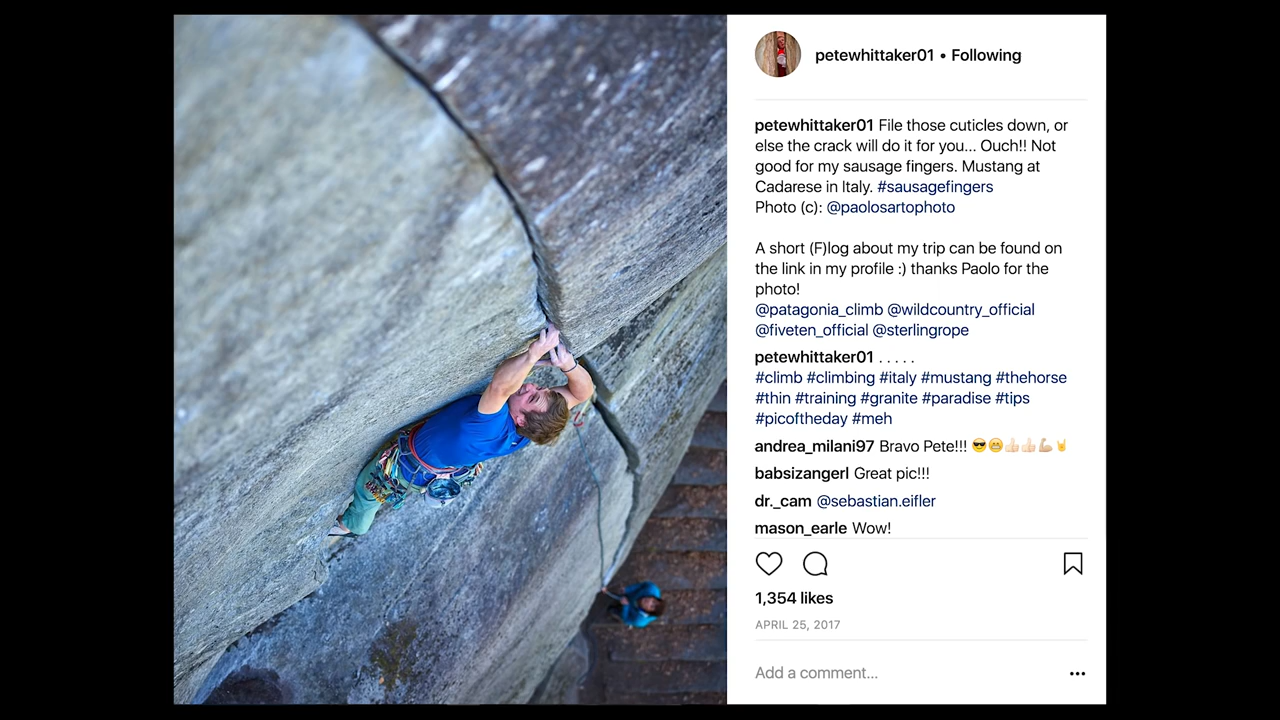 petewhittaker01 • Following
petewhittaker01 File those cuticles down, or
else the crack will do it for you... Ouch!! Not
good for my sausage fingers. Mustang at
Cadarese in Italy. #sausagefingers
Photo (c): @paolosartophoto
A short (F)log about my trip can be found on
the link in my profile :) thanks Paolo for the
photo!
@patagonia_climb @wildcountry_official
@fiveten_official @sterlingrope
petewhittaker01 . . . . .
#climb #climbing #italy #mustang #thehorse
#thin #training #granite #paradise #tips
#picoftheday #meh
andrea_milani97 Bravo Pete!!! 😎😁👍🏻👍🏻💪🏻🤘🏻
babsizangerl Great pic!!!
dr._cam @sebastian.eifler
mason_earle Wow!
1,354 likes
APRIL 25, 2017
Add a comment...